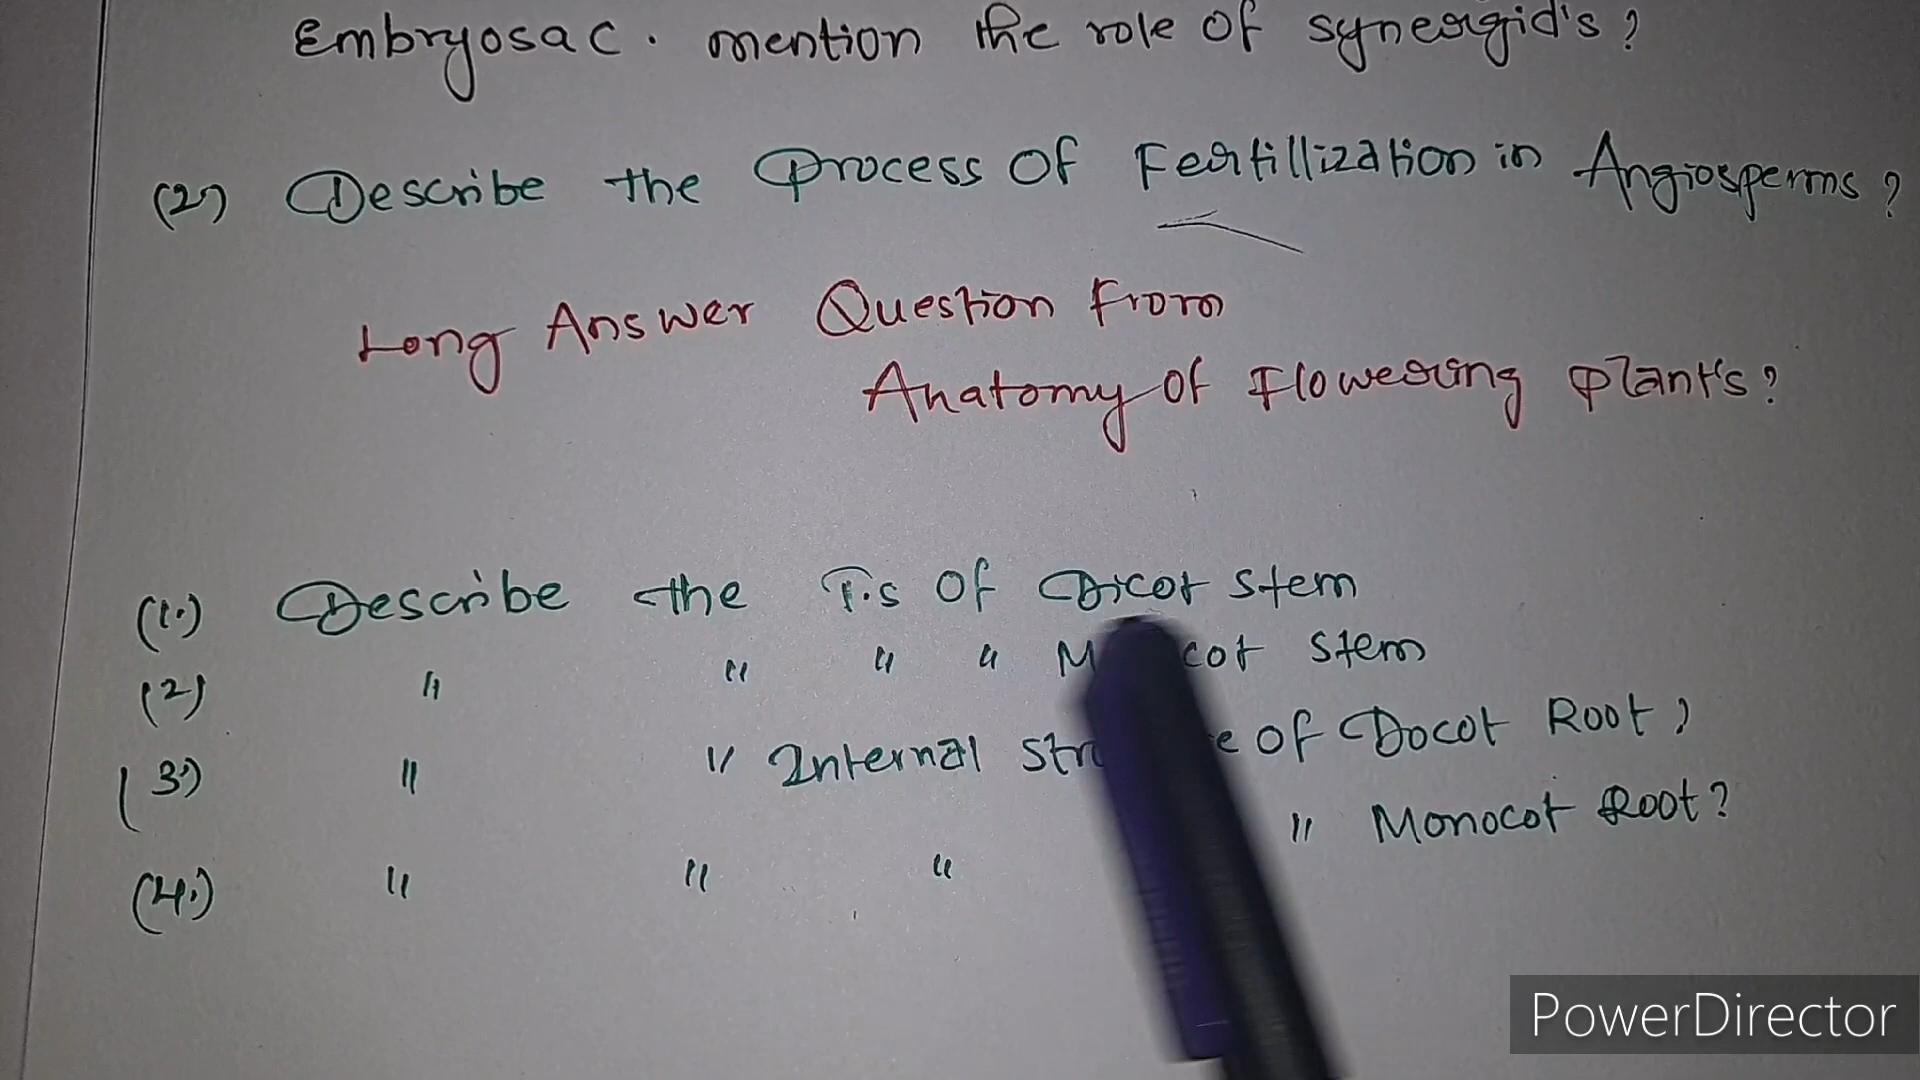 Embryosac. mention the role of synergid's?
(2) Describe the Process Of Fertillization in Angiosperms?
Long Answer Question From
Anatomy of Flowering Plant's?
(1.) Describe the T.s Of Dicot stem
(2) " " " " cot stem
(3) " " Internal Of Docot Root?
(4.) " " " " Monocot Root?
PowerDirector